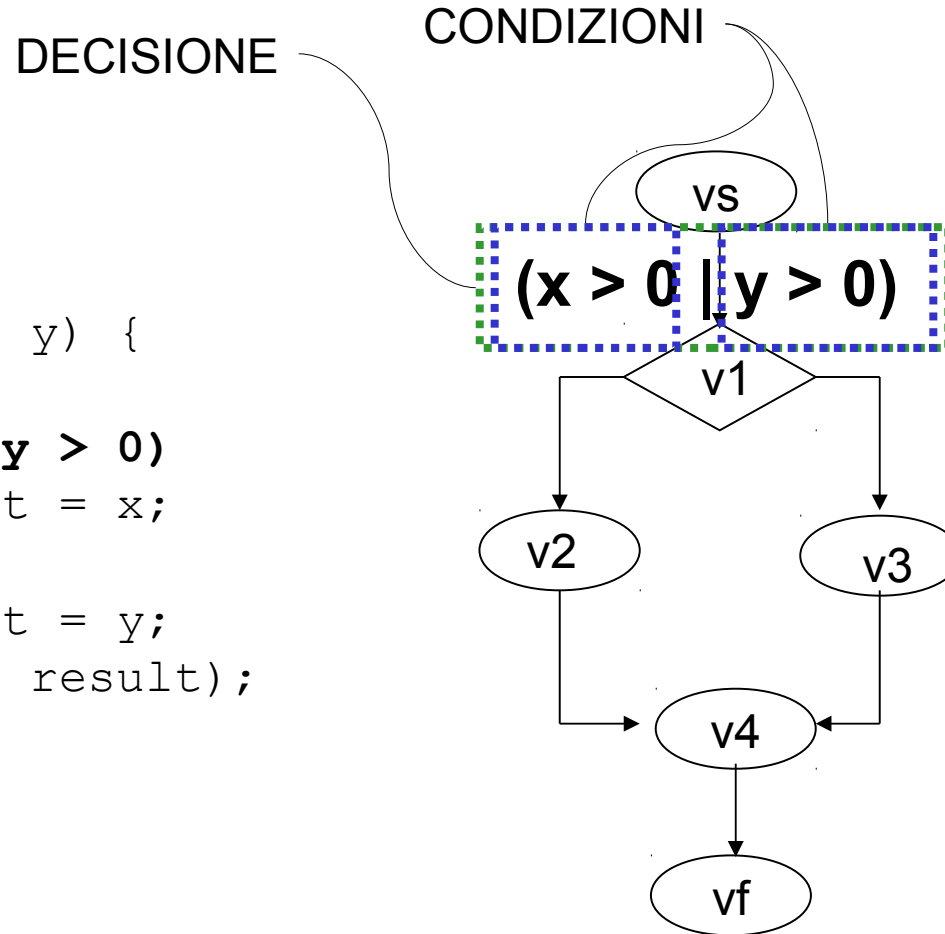 DECISIONE
CONDIZIONI
y) {
y > 0)
t = x;
t = y;
result);
vs
(x > 0 | y > 0)
v1
v2
v3
v4
vf